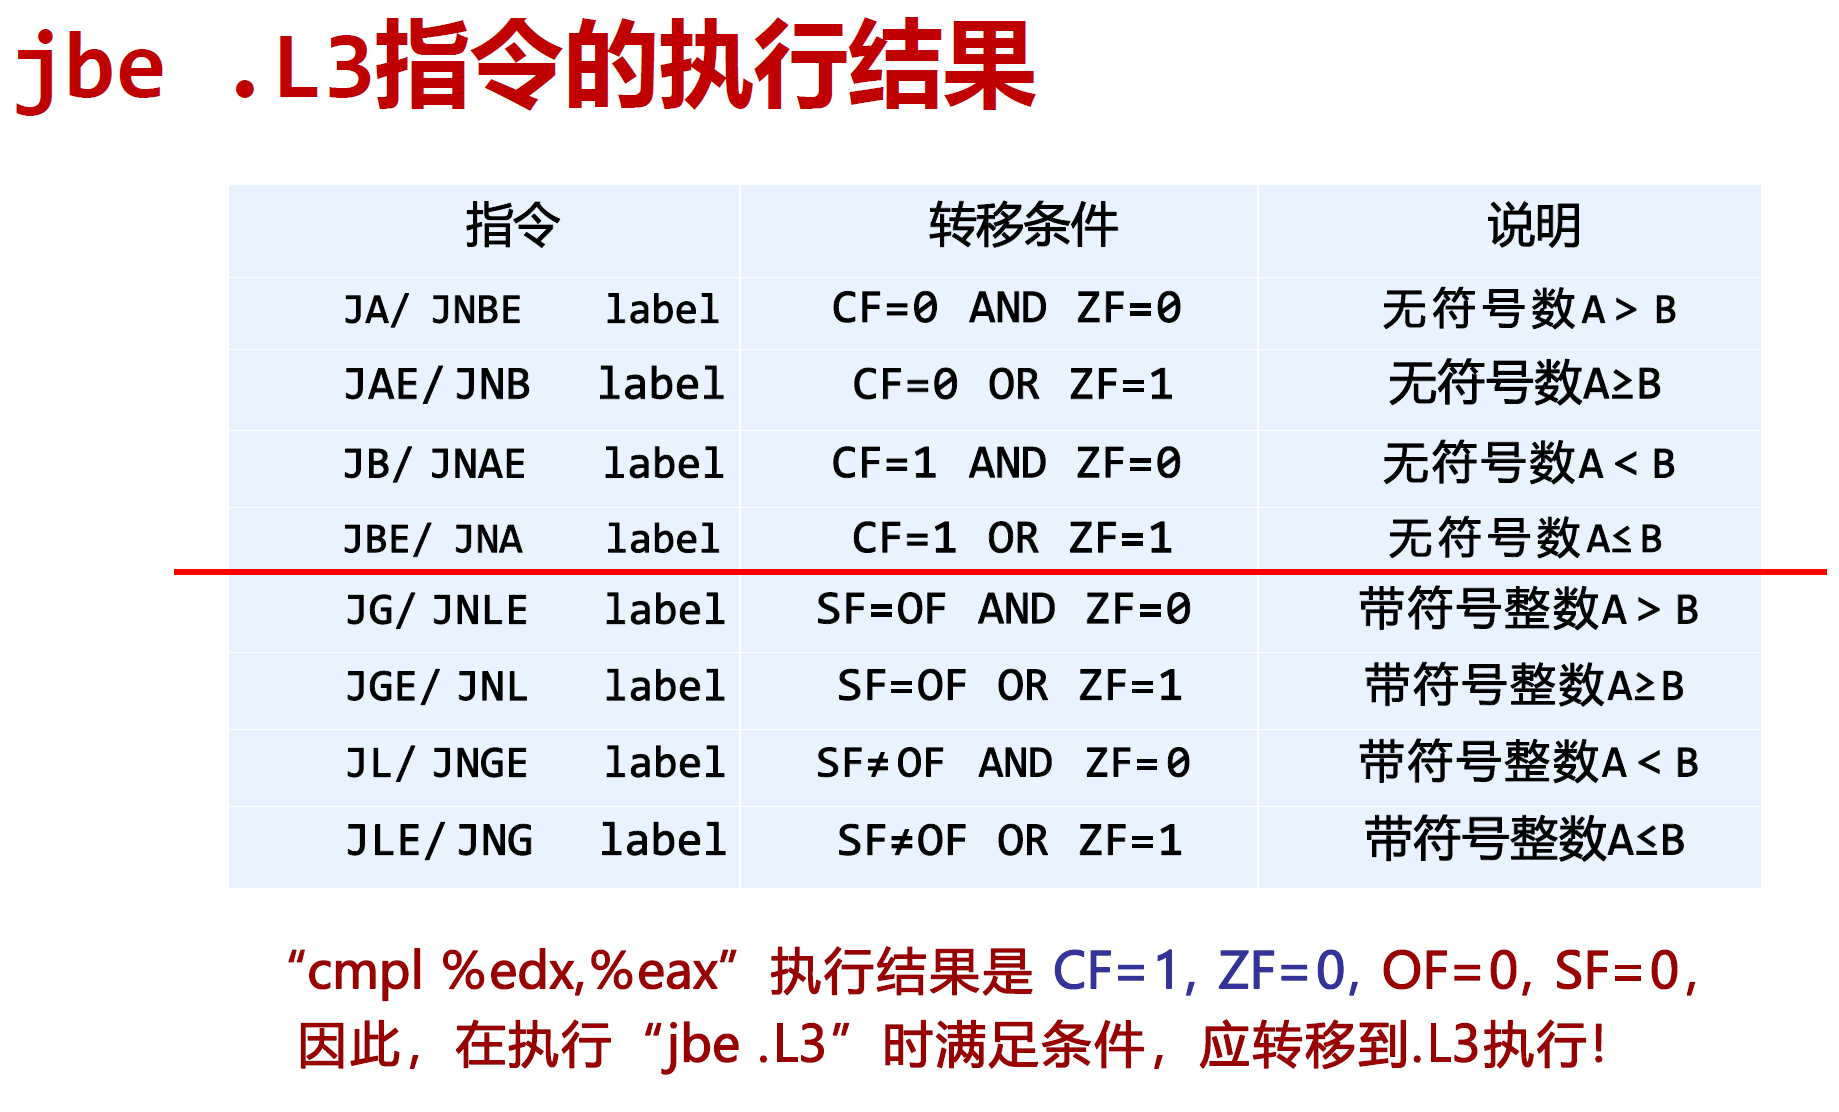 jbe .L3指令的执行结果
指令 转移条件 说明
JA/ JNBE label CF=0 AND ZF=0 无符号数A > B
JAE/ JNB label CF=0 OR ZF=1 无符号数A≥B
JB/ JNAE label CF=1 AND ZF=0 无符号数A < B
JBE/ JNA label CF=1 OR ZF=1 无符号数A≤ B
JG/ JNLE label SF=OF AND ZF=0 带符号整数A > B
JGE/ JNL label SF=OF OR ZF=1 带符号整数A≥B
JL/ JNGE label SF≠OF AND ZF=0 带符号整数A < B
JLE/ JNG label SF≠OF OR ZF=1 带符号整数A≤B
“cmpl %edx,%eax” 执行结果是 CF=1, ZF=0, OF=0, SF=0,
因此，在执行“jbe .L3”时满足条件，应转移到.L3执行!